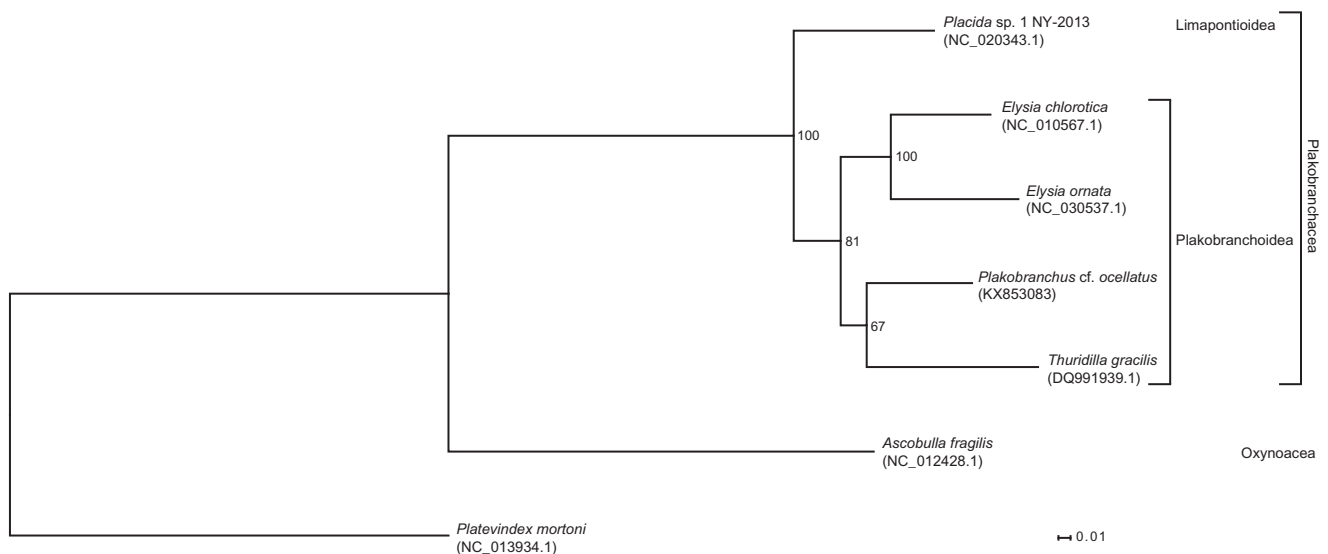 Placida sp. 1 NY-2013
(NC_020343.1)
Limapontioidea
Elysia chlorotica
(NC_010567.1)
100
100
Elysia ornata
(NC_030537.1)
Plakobranchacea
81
Plakobranchoidea
Plakobranchus cf. ocellatus
(KX853083)
67
Thuridilla gracilis
(DQ991939.1)
Ascobulla fragilis
(NC_012428.1)
Oxynoacea
Platevindex mortoni
(NC_013934.1)
0.01